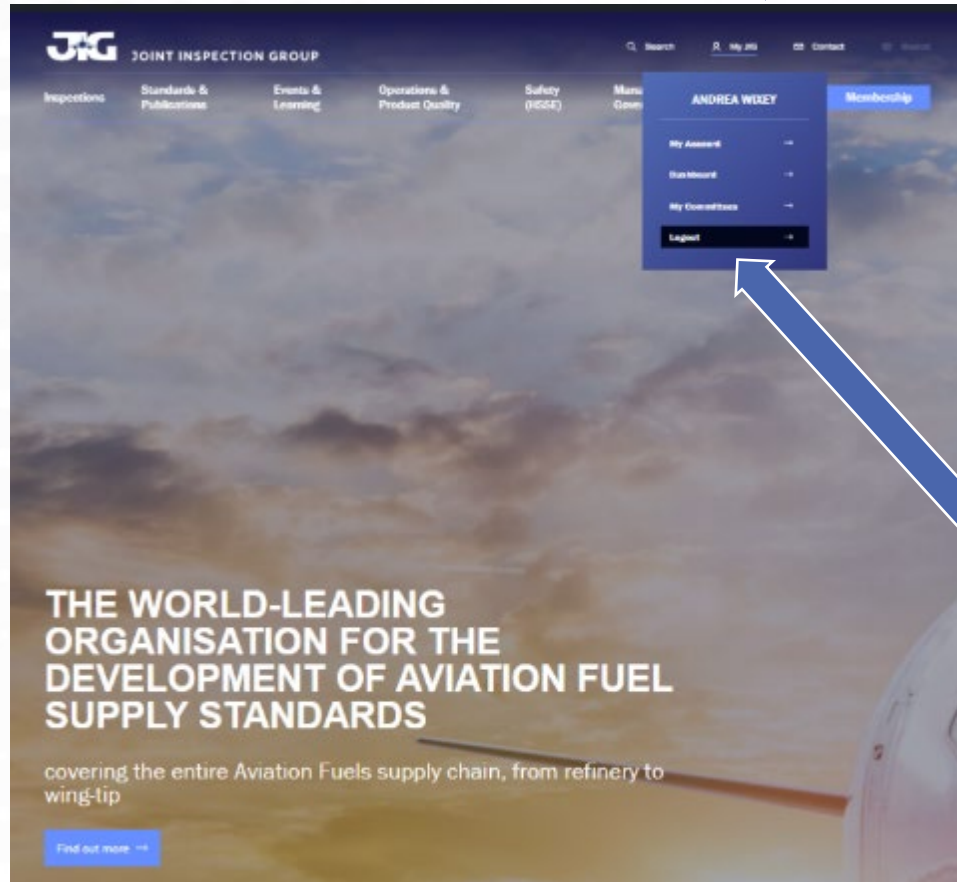 JIG JOINT INSPECTION GROUP
Search My JIG Contact
Inspections Standards & Events & Operations & Safety Membership
Publications Learning Product Quality (HSSE)
ANDREA WIXEY
My Account →
Dashboard →
My Committees →
Logout →
THE WORLD-LEADING
ORGANISATION FOR THE
DEVELOPMENT OF AVIATION FUEL
SUPPLY STANDARDS
covering the entire Aviation Fuels supply chain, from refinery to
wing-tip
Find out more →